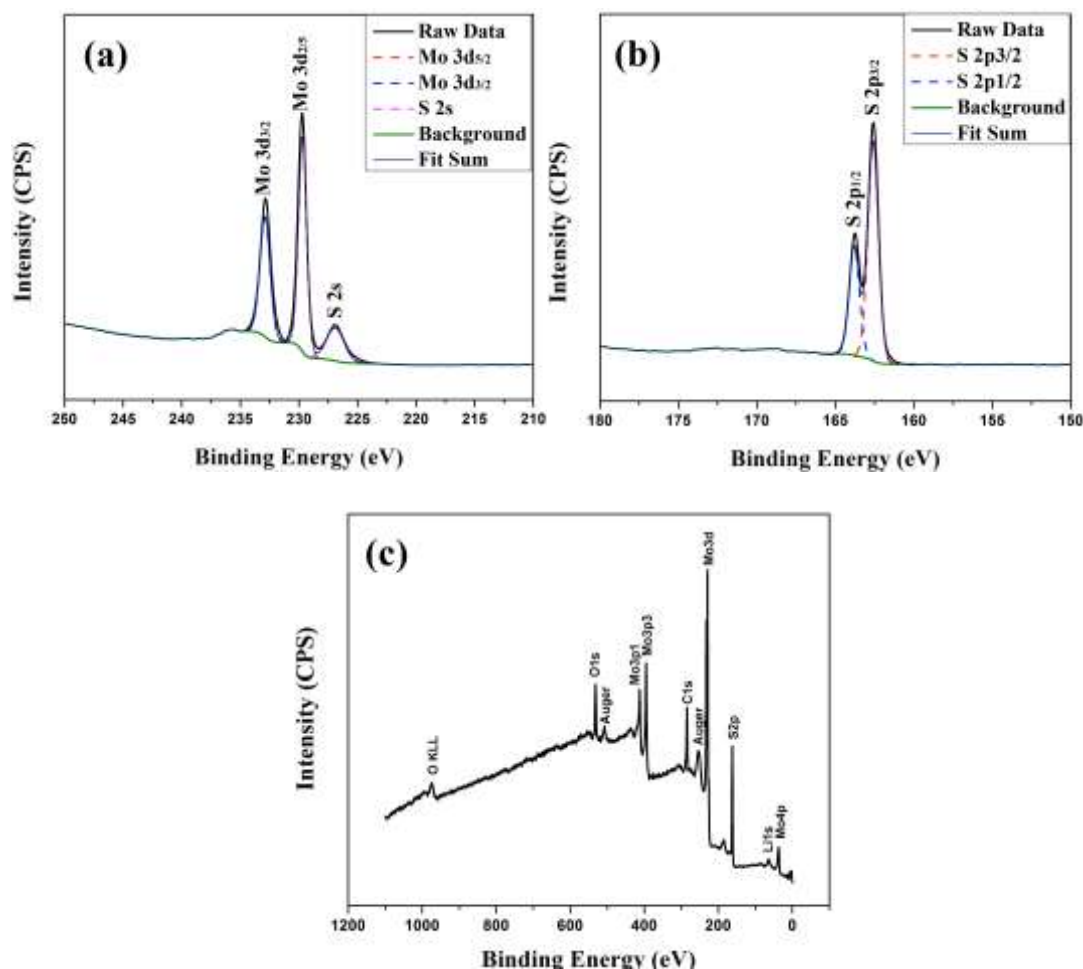 (a)
Raw Data
Mo 3d5/2
Mo 3d3/2
S 2s
Background
Fit Sum
Mo 3d3/2
Mo 3d2/5
S 2s
Intensity (CPS)
250 245 240 235 230 225 220 215 210
Binding Energy (eV)
(b)
Raw Data
S 2p3/2
S 2p1/2
Background
Fit Sum
S 2p1/2
S 2p3/2
Intensity (CPS)
180 175 170 165 160 155 150
Binding Energy (eV)
(c)
O KLL
O1s
Auger
Mo3p1
Mo3p3
C1s
Auger
Mo3d
S2p
Li1s
Mo4p
Intensity (CPS)
1200 1000 800 600 400 200 0
Binding Energy (eV)